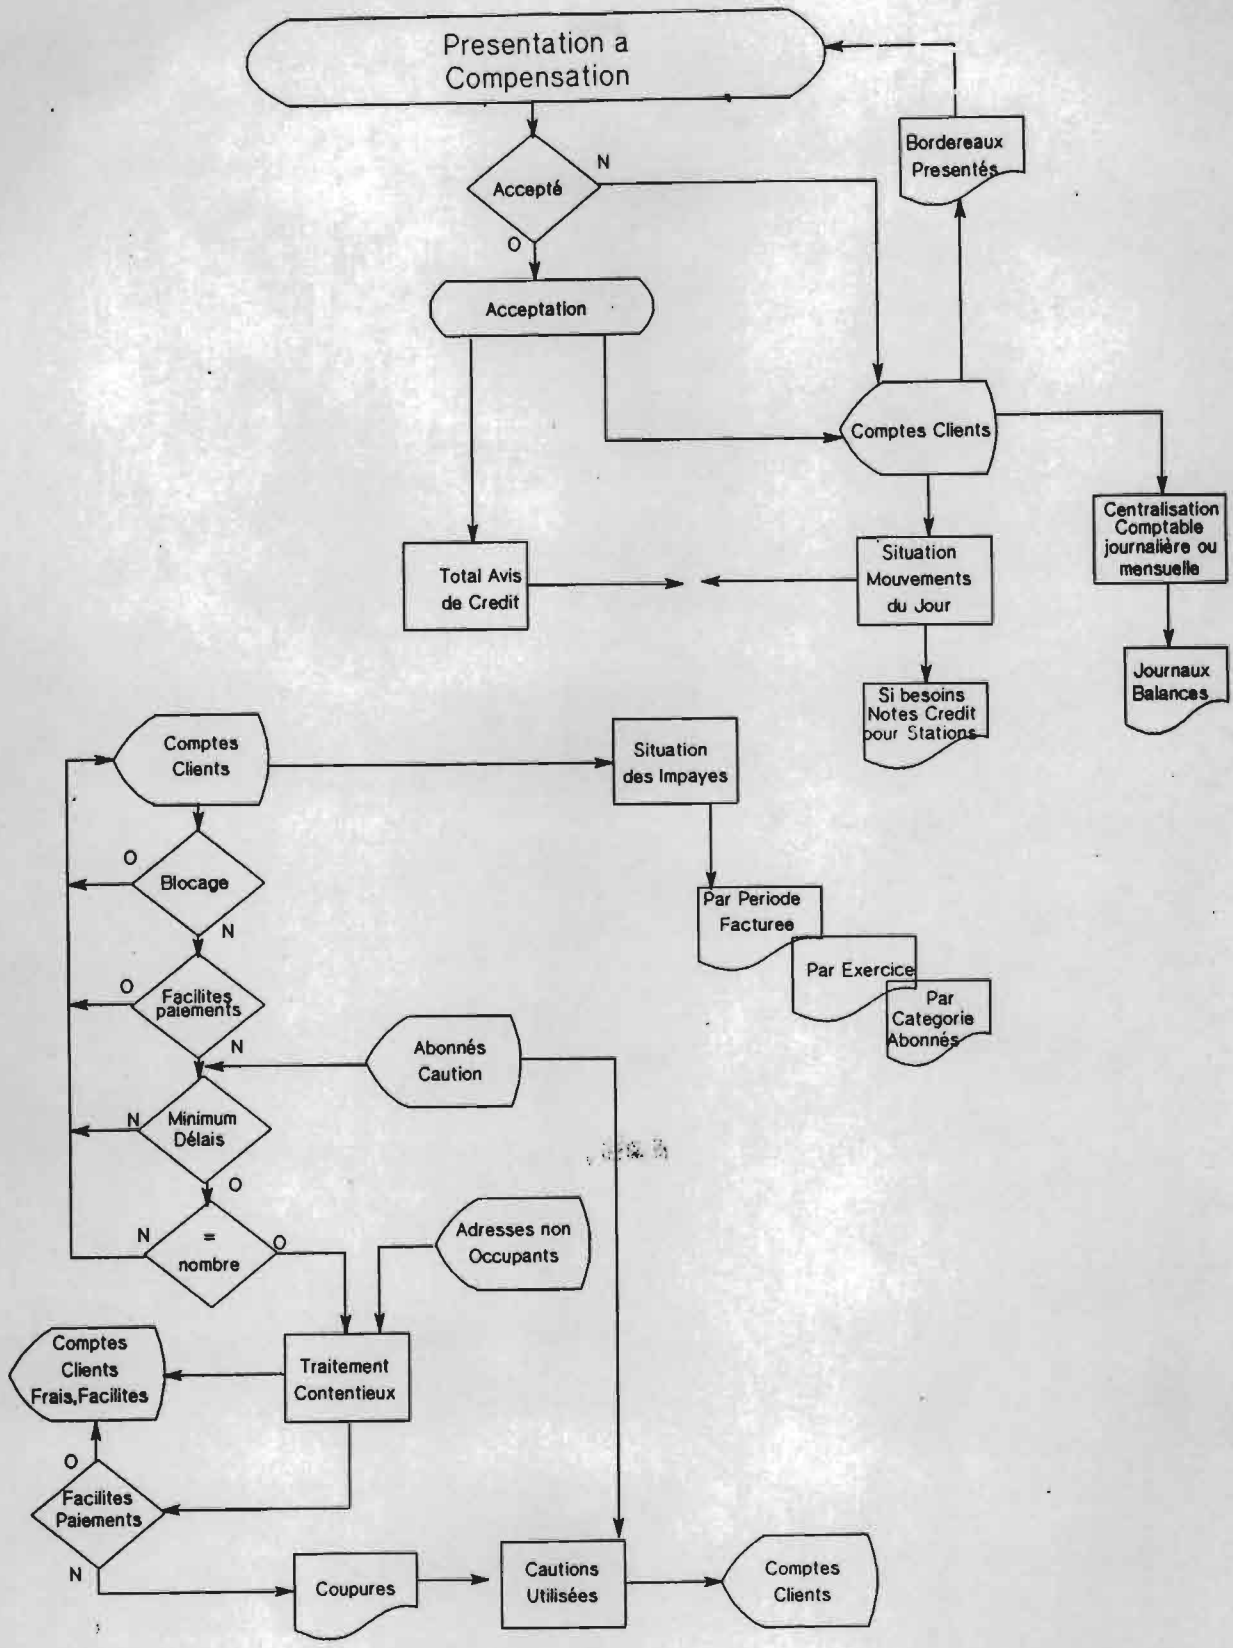 Presentation a
Compensation
Bordereaux
Presentés
N
Accepté
O
Acceptation
Comptes Clients
Centralisation
Comptable
journalière ou
mensuelle
Situation
Mouvements
du Jour
Total Avis
de Credit
Journaux
Balances
Si besoins
Notes Credit
pour Stations
Comptes
Clients
Situation
des Impayes
O
Blocage
N
Par Periode
Facturee
Par Exercice
Par
Categorie
Abonnés
O
Facilites
paiements
N
Abonnés
Caution
N
Minimum
Délais
O
N
=
nombre
O
Adresses non
Occupants
Comptes
Clients
Frais,Facilites
Traitement
Contentieux
O
Facilites
Paiements
N
Coupures
Cautions
Utilisées
Comptes
Clients